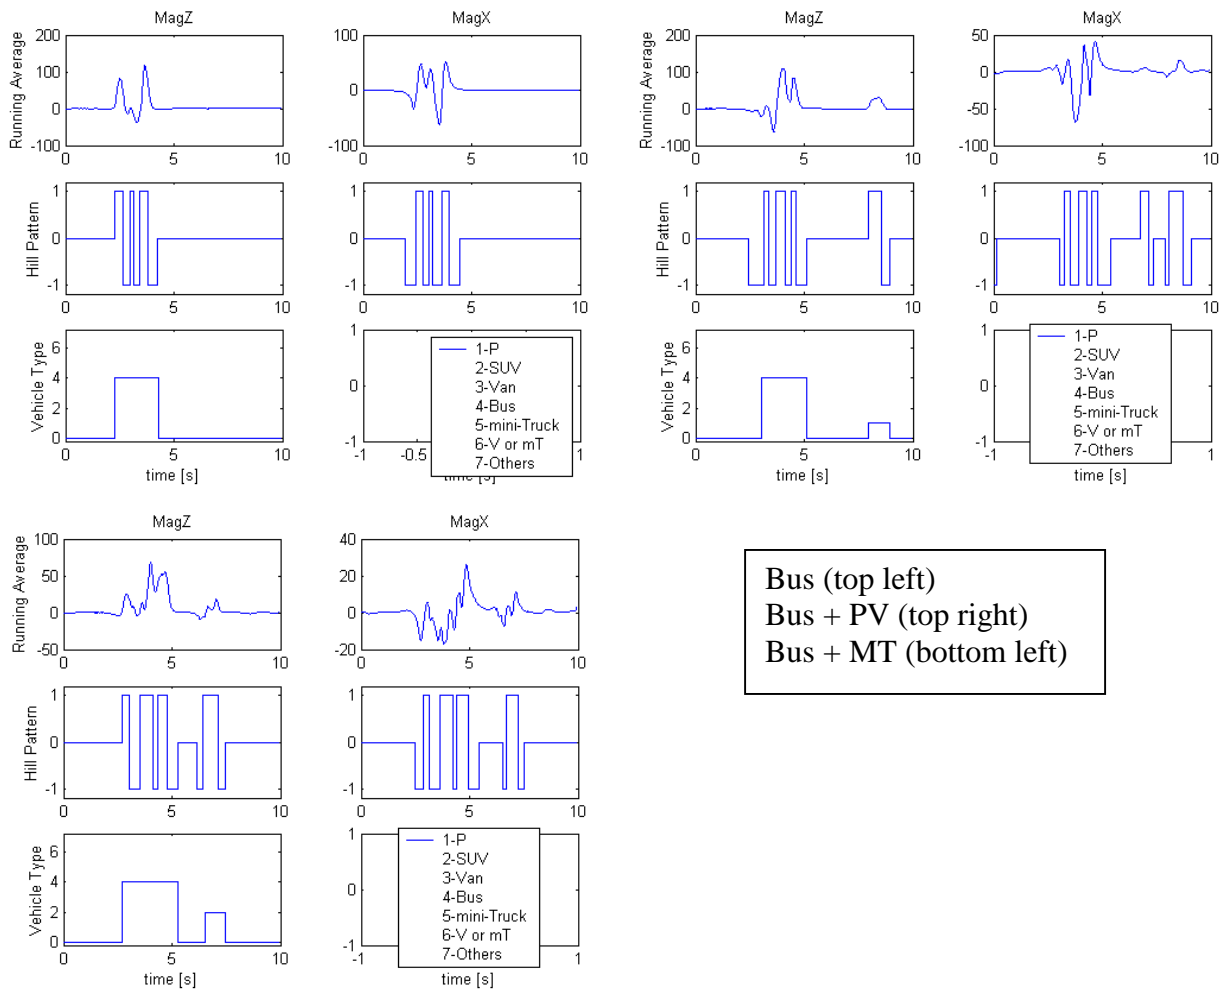 MagZ
MagX
Running Average
200
100
0
-100
0
5
10
100
0
-100
0
5
10
Hill Pattern
1
0
-1
0
5
10
1
0
-1
0
5
10
Vehicle Type
6
4
2
0
0
5
10
time [s]
1
0
-1
-1
-0.5
1
1-P
2-SUV
3-Van
4-Bus
5-mini-Truck
6-V or mT
7-Others
time [s]
MagZ
MagX
Running Average
200
100
0
-100
0
5
10
50
0
-50
-100
0
5
10
Hill Pattern
1
0
-1
0
5
10
1
0
-1
0
5
10
Vehicle Type
6
4
2
0
0
5
10
time [s]
1
0
-1
-1
1
1-P
2-SUV
3-Van
4-Bus
5-mini-Truck
6-V or mT
7-Others
time [s]
MagZ
MagX
Running Average
100
50
0
-50
0
5
10
40
20
0
-20
0
5
10
Hill Pattern
1
0
-1
0
5
10
1
0
-1
0
5
10
Vehicle Type
6
4
2
0
0
5
10
time [s]
1
0
-1
-1
1
1-P
2-SUV
3-Van
4-Bus
5-mini-Truck
6-V or mT
7-Others
time [s]
Bus (top left)
Bus + PV (top right)
Bus + MT (bottom left)